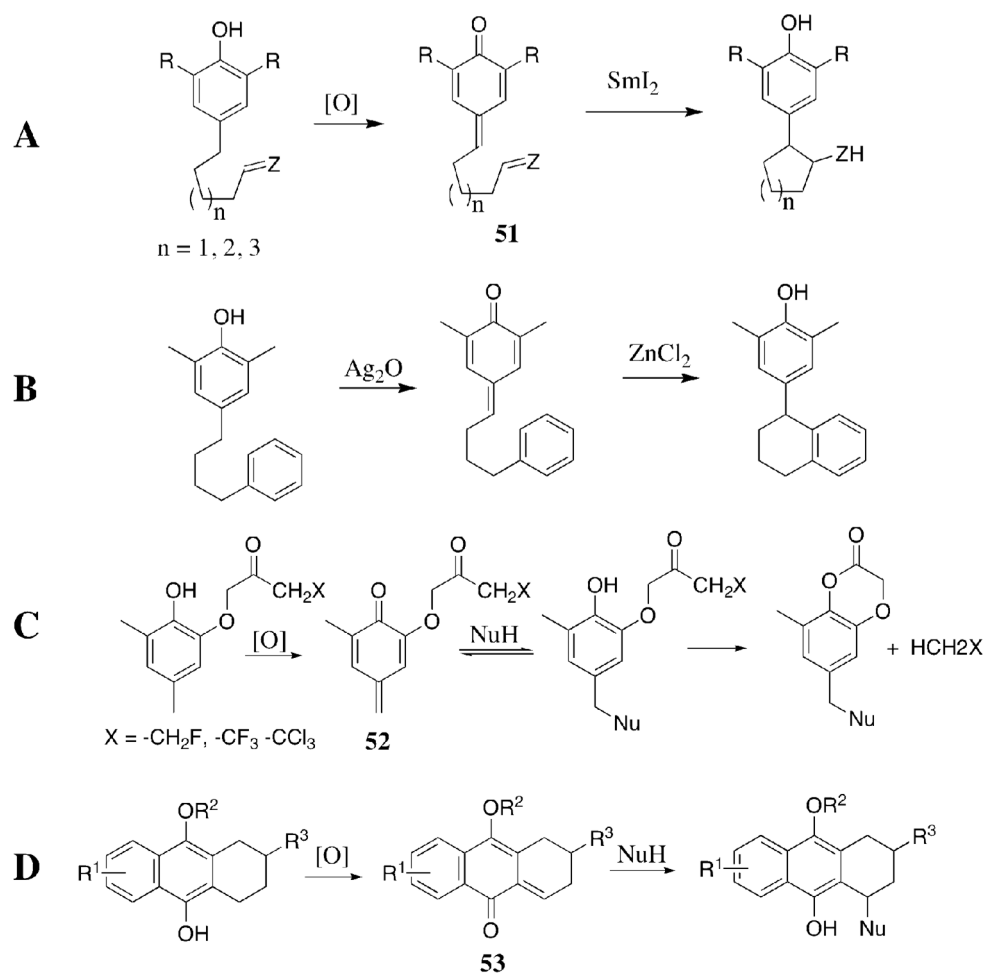 A
OH
R R
Z
( )n
n = 1, 2, 3
[O]
O
R R
Z
( )n
51
SmI2
OH
R R
ZH
( )n
B
OH
Ag2O
O
ZnCl2
OH
C
OH
O
O
CH2X
[O]
X = -CH2F, -CF3 -CCl3
O
O
O
CH2X
52
NuH
OH
O
O
CH2X
Nu
O
O
O
Nu
+ HCH2X
D
OR2
R3
R1
OH
[O]
OR2
R3
R1
O
53
NuH
OR2
R3
R1
OH Nu